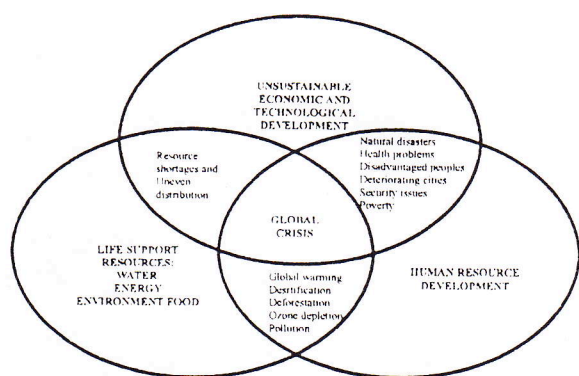 UNSUSTAINABLE
ECONOMIC AND
TECHNOLOGICAL
DEVELOPMENT
Resource
shortages and
Uneven
distribution
Natural disasters
Health problems
Disadvantaged peoples
Deteriorating cities
Security issues
Poverty
GLOBAL
CRISIS
LIFE SUPPORT
RESOURCES:
WATER
ENERGY
ENVIRONMENT FOOD
Global warming
Desrtification
Deforestation
Ozone depletion
Pollution
HUMAN RESOURCE
DEVELOPMENT